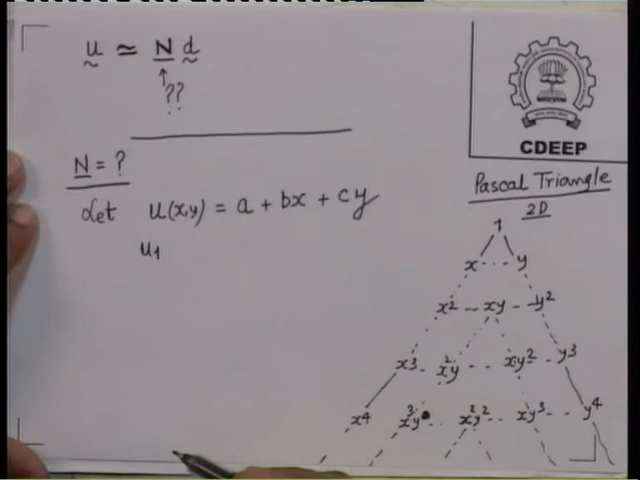 u ≃ N d
??
N = ?
Let u(x,y) = a + bx + cy
u1
CDEEP
Pascal Triangle
2D
1
x y
x² xy y²
x³ x²y xy² y³
x⁴ x³y x²y² xy³ y⁴